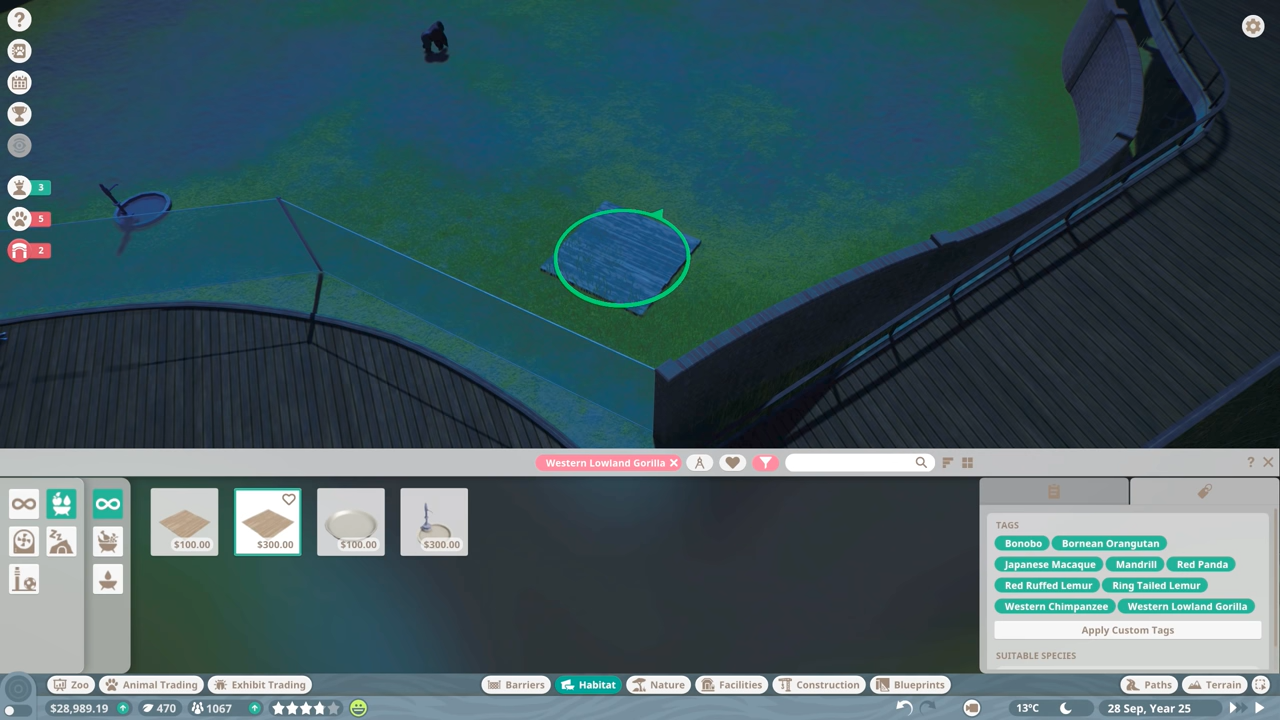 3
5
2
Western Lowland Gorilla
$100.00
$300.00
$100.00
$300.00
TAGS
Bonobo
Bornean Orangutan
Japanese Macaque
Mandrill
Red Panda
Red Ruffed Lemur
Ring Tailed Lemur
Western Chimpanzee
Western Lowland Gorilla
Apply Custom Tags
SUITABLE SPECIES
Zoo
Animal Trading
Exhibit Trading
Barriers
Habitat
Nature
Facilities
Construction
Blueprints
Paths
Terrain
$28,989.19
470
1067
13°C
28 Sep, Year 25